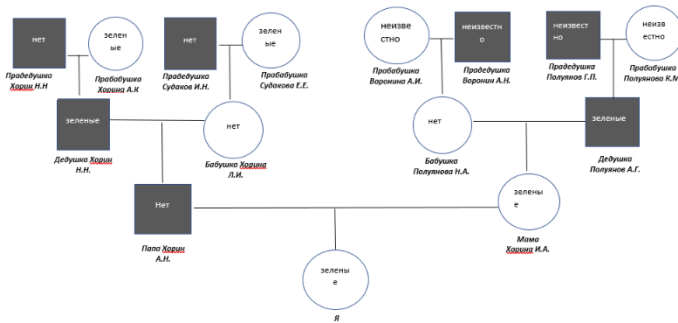 нет
зелен
ые
нет
зелен
ые
неизве
стно
неизвестн
о
неизвест
но
неизв
естно
Прадедушка
Хорин Н.Н
Прабабушка
Хорина А.К
Прадедушка
Судаков И.Н.
Прабабушка
Судакова Е.Е.
Прабабушка
Воронина А.И.
Прадедушка
Воронин А.Н.
Прадедушка
Полуянов Г.П.
Прабабушка
Полуянова К.М
зеленые
нет
нет
зеленые
Дедушка Хорин
Н.Н.
Бабушка Хорина
Л.И.
Бабушка
Полуянова Н.А.
Дедушка
Полуянов А.Г.
Нет
зелены
е
Папа Хорин
А.Н.
Мама
Хорина И.А.
зелены
е
Я